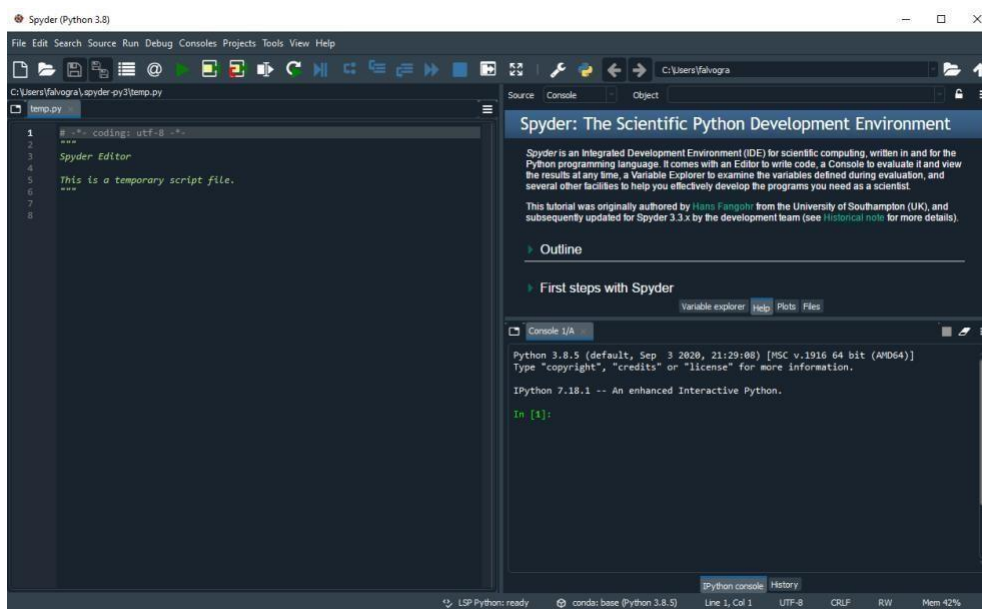 Spyder (Python 3.8)
File Edit Search Source Run Debug Consoles Projects Tools View Help
C:\Users\falvogra
C:\Users\falvogra\.spyder-py3\temp.py
temp.py
1 # -*- coding: utf-8 -*-
2 """
3 Spyder Editor
4
5 This is a temporary script file.
6 """
7
8
Source Console Object
Spyder: The Scientific Python Development Environment
Spyder is an Integrated Development Environment (IDE) for scientific computing, written in and for the
Python programming language. It comes with an Editor to write code, a Console to evaluate it and view
the results at any time, a Variable Explorer to examine the variables defined during evaluation, and
several other facilities to help you effectively develop the programs you need as a scientist.
This tutorial was originally authored by Hans Fangohr from the University of Southampton (UK), and
subsequently updated for Spyder 3.3.x by the development team (see Historical note for more details).
Outline
First steps with Spyder
Variable explorer Help Plots Files
Console 1/A
Python 3.8.5 (default, Sep 3 2020, 21:29:08) [MSC v.1916 64 bit (AMD64)]
Type "copyright", "credits" or "license" for more information.
IPython 7.18.1 -- An enhanced Interactive Python.
In [1]:
IPython console History
LSP Python: ready conda: base (Python 3.8.5) Line 1, Col 1 UTF-8 CRLF RW Mem 42%